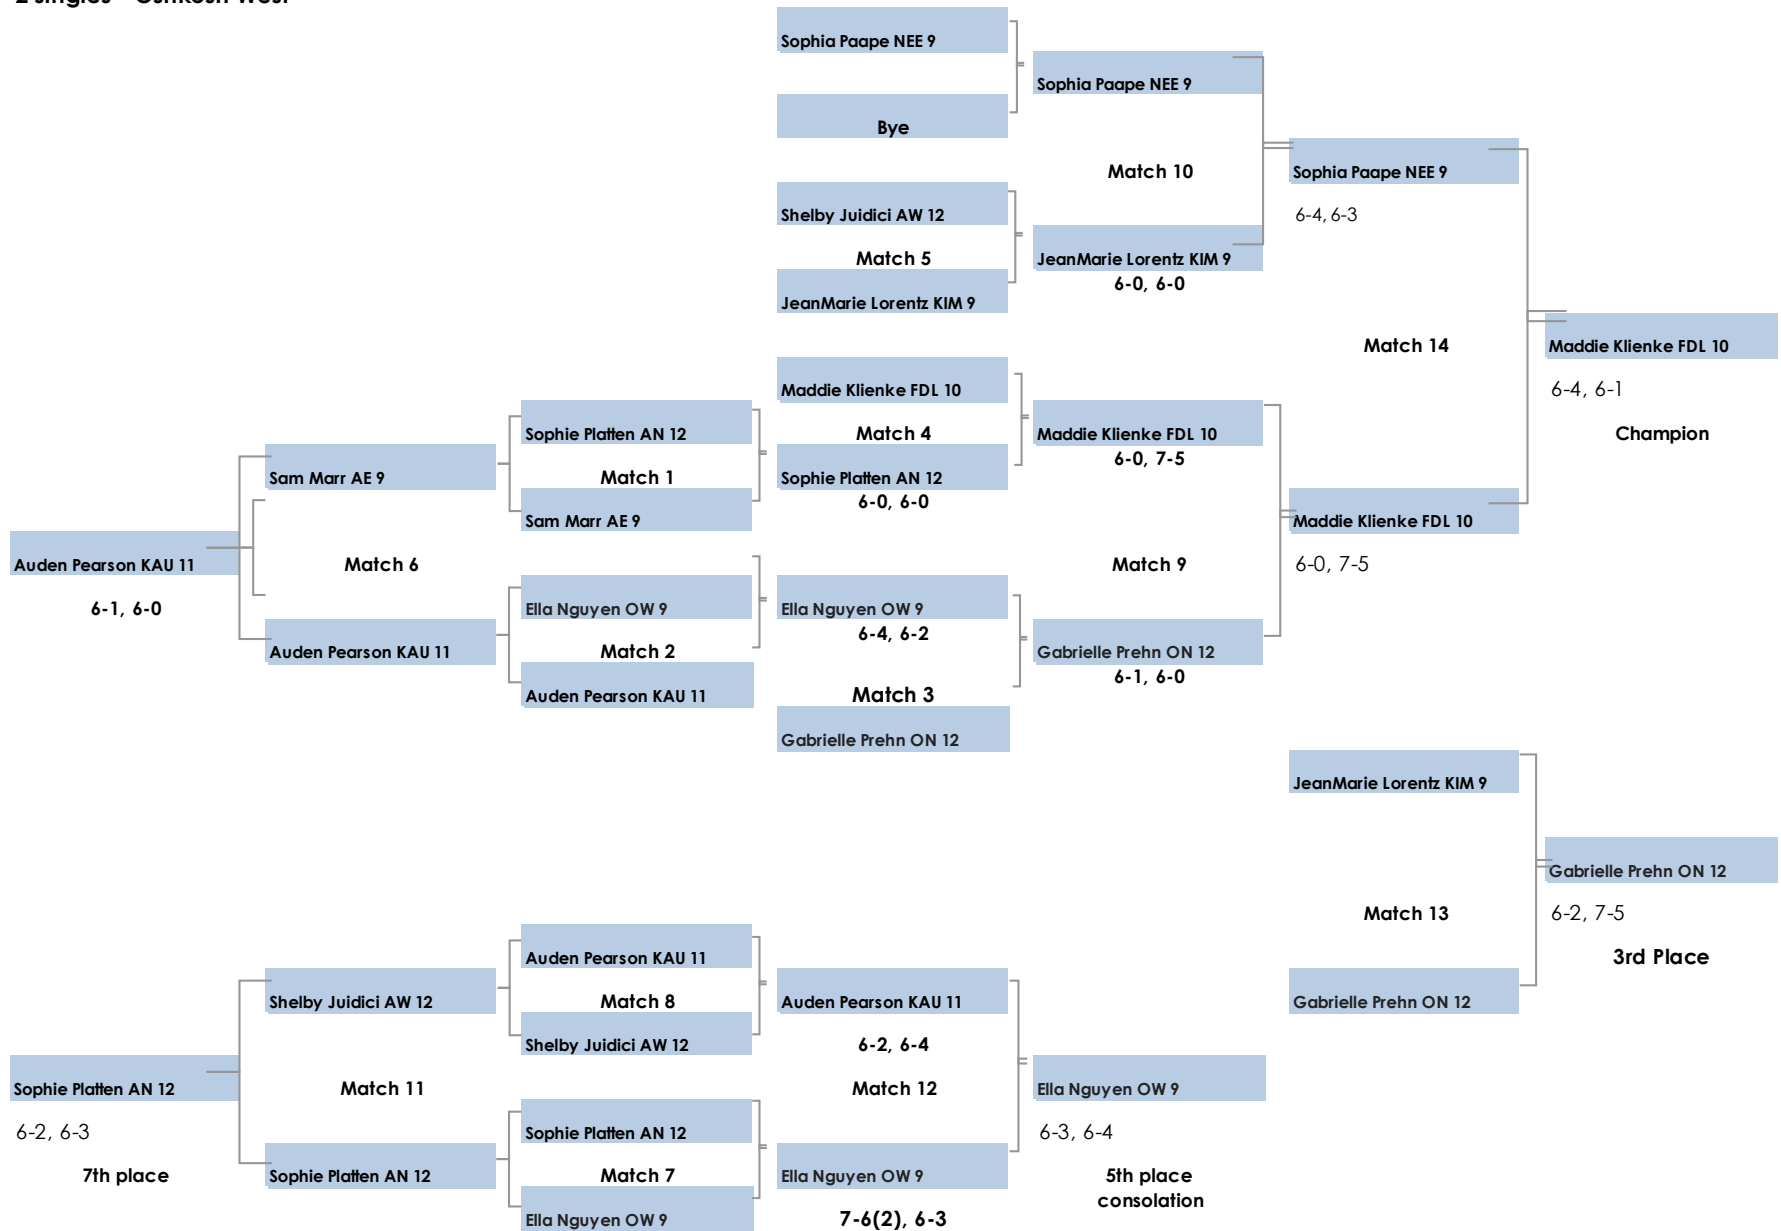 2 singles - Oshkosh West
Sophia Paape NEE 9
Sophia Paape NEE 9
Bye
Match 10
Sophia Paape NEE 9
6-4, 6-3
Shelby Juidici AW 12
Match 5
JeanMarie Lorentz KIM 9
6-0, 6-0
JeanMarie Lorentz KIM 9
Match 14
Maddie Klienke FDL 10
6-4, 6-1
Champion
Maddie Klienke FDL 10
Sophie Platten AN 12
Match 4
Maddie Klienke FDL 10
6-0, 7-5
Sam Marr AE 9
Match 1
Sophie Platten AN 12
6-0, 6-0
Sam Marr AE 9
Maddie Klienke FDL 10
6-0, 7-5
Auden Pearson KAU 11
6-1, 6-0
Match 6
Match 9
Ella Nguyen OW 9
Ella Nguyen OW 9
6-4, 6-2
Auden Pearson KAU 11
Match 2
Gabrielle Prehn ON 12
6-1, 6-0
Auden Pearson KAU 11
Match 3
Gabrielle Prehn ON 12
JeanMarie Lorentz KIM 9
Gabrielle Prehn ON 12
6-2, 7-5
Match 13
3rd Place
Gabrielle Prehn ON 12
Auden Pearson KAU 11
Shelby Juidici AW 12
Match 8
Auden Pearson KAU 11
6-2, 6-4
Shelby Juidici AW 12
Sophie Platten AN 12
6-2, 6-3
7th place
Match 11
Match 12
Ella Nguyen OW 9
6-3, 6-4
5th place
consolation
Sophie Platten AN 12
Sophie Platten AN 12
Match 7
Ella Nguyen OW 9
7-6(2), 6-3
Ella Nguyen OW 9